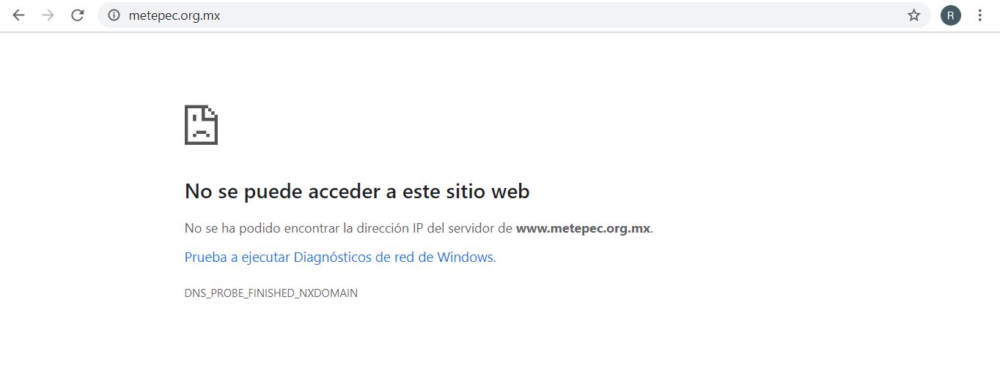 metepec.org.mx
R
No se puede acceder a este sitio web
No se ha podido encontrar la dirección IP del servidor de www.metepec.org.mx.
Prueba a ejecutar Diagnósticos de red de Windows.
DNS_PROBE_FINISHED_NXDOMAIN